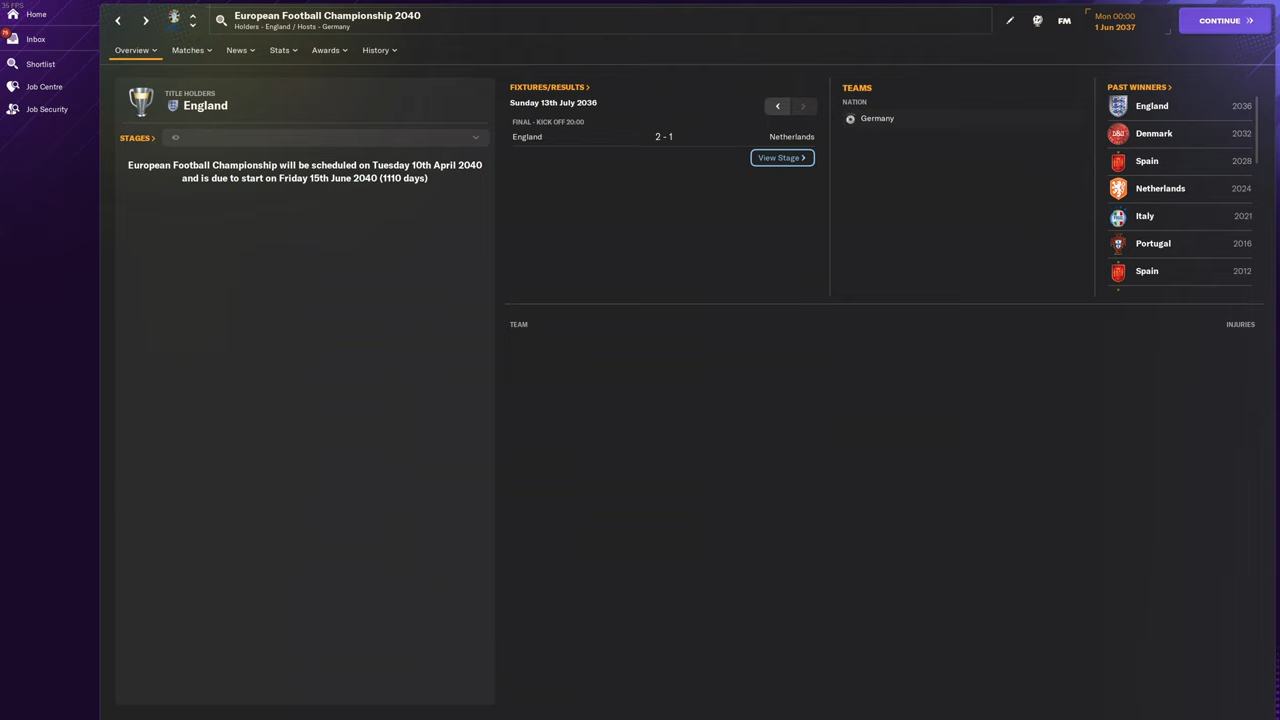 35 FPS
Home
76
Inbox
Shortlist
Job Centre
Job Security
European Football Championship 2040
Holders - England / Hosts - Germany
FM
Mon 00:00
1 Jun 2037
CONTINUE
Overview
Matches
News
Stats
Awards
History
TITLE HOLDERS
England
STAGES
European Football Championship will be scheduled on Tuesday 10th April 2040
and is due to start on Friday 15th June 2040 (1110 days)
FIXTURES/RESULTS
Sunday 13th July 2036
FINAL - KICK OFF 20:00
England 2 - 1 Netherlands
View Stage
TEAMS
NATION
Germany
PAST WINNERS
England 2036
Denmark 2032
Spain 2028
Netherlands 2024
Italy 2021
Portugal 2016
Spain 2012
TEAM INJURIES